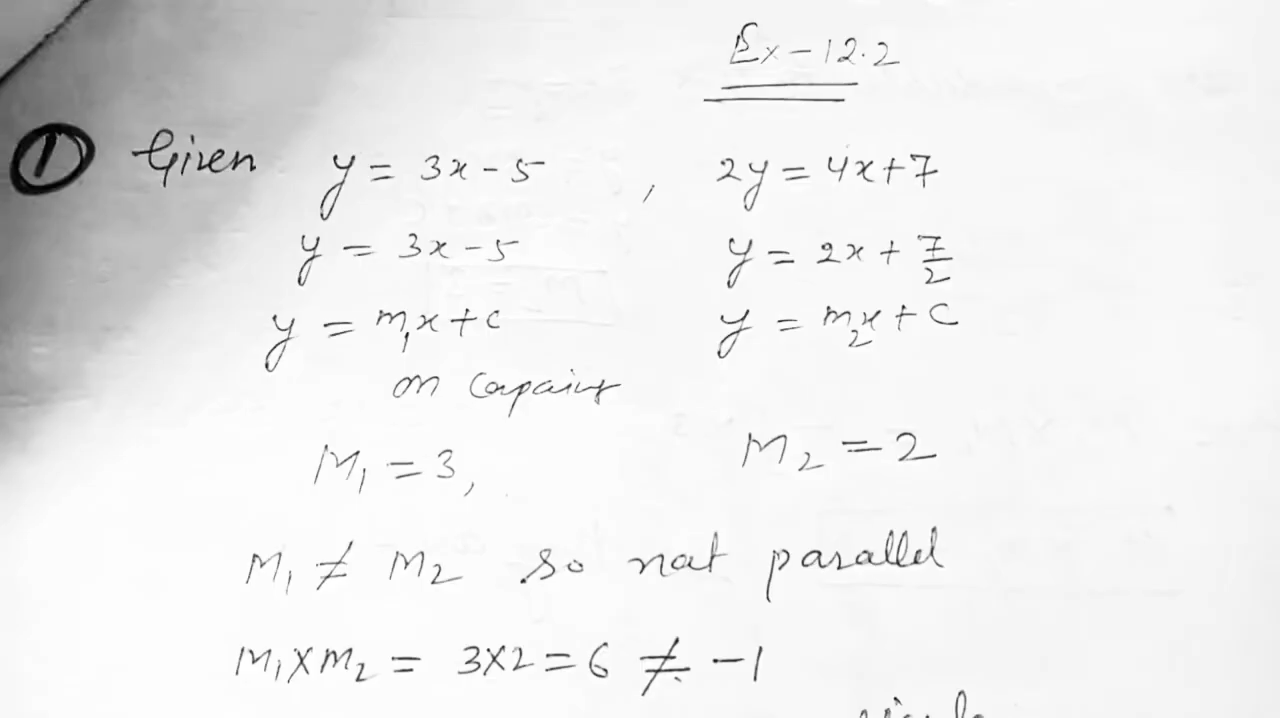 Ex-12.2
① Given y = 3x-5 , 2y = 4x+7
y = 3x-5 y = 2x + 7/2
y = m₁x+c y = m₂x+c
on
M₁ = 3, M₂ = 2
M₁ ≠ M₂ so not parallel
M₁×M₂ = 3×2=6 ≠ -1